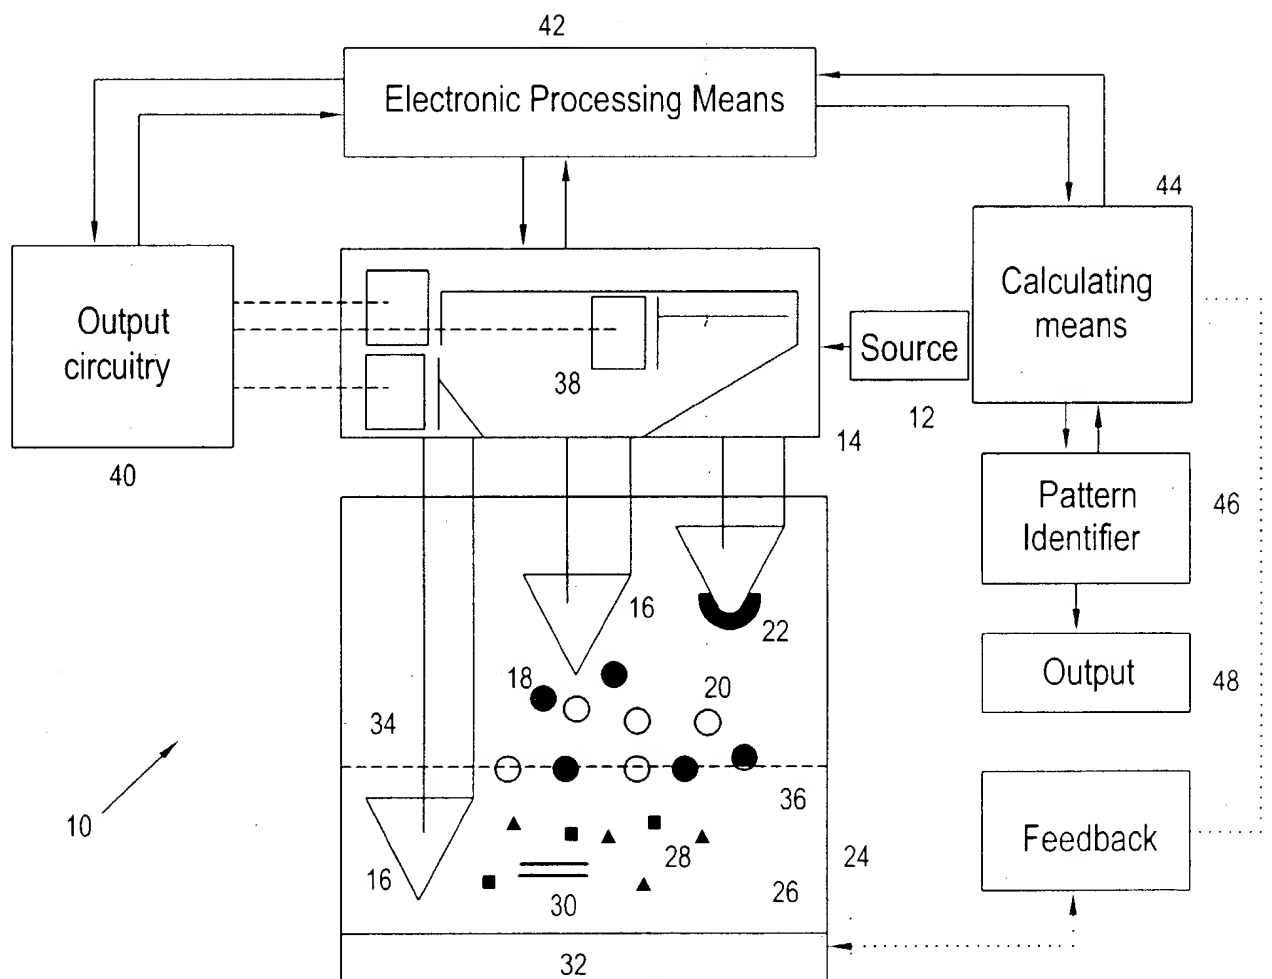 42
Electronic Processing Means
44
Output
circuitry
38
Source
Calculating
means
12
14
40
Pattern
Identifier
46
16
22
18
20
Output
48
34
36
10
Feedback
28
24
16
30
26
32